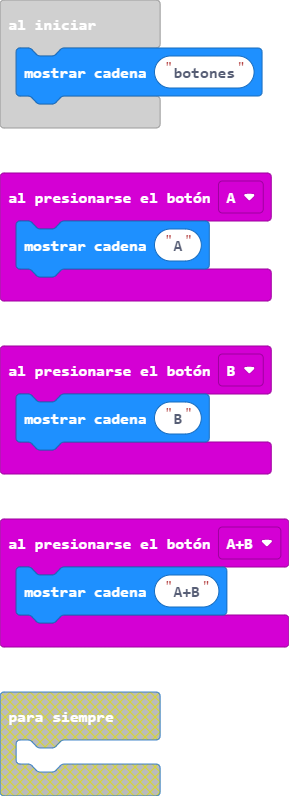 al iniciar
mostrar cadena "botones"
al presionarse el botón A
mostrar cadena "A"
al presionarse el botón B
mostrar cadena "B"
al presionarse el botón A+B
mostrar cadena "A+B"
para siempre